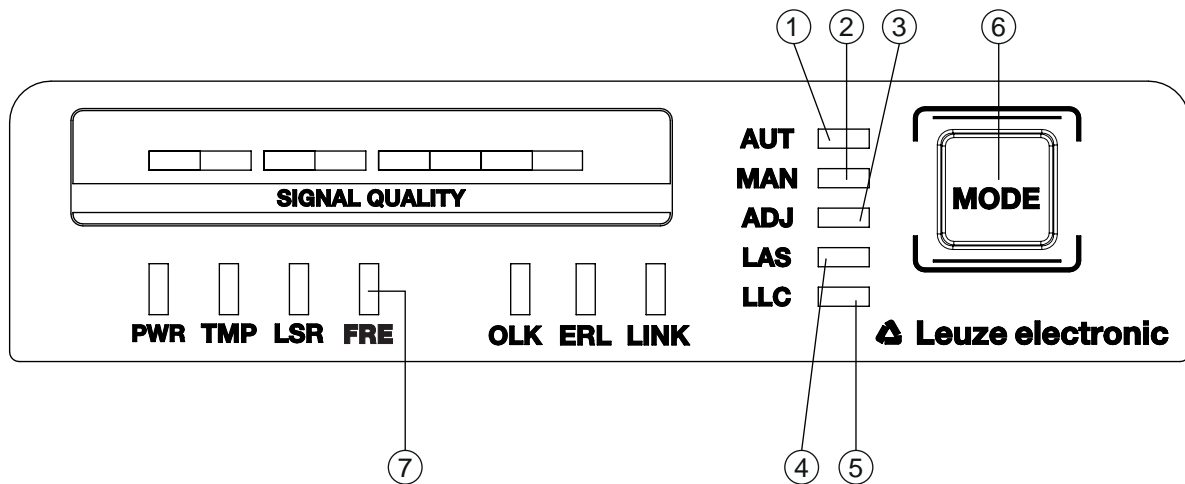 1 2 3 6
AUT
MAN
ADJ
LAS
LLC
MODE
SIGNAL QUALITY
PWR TMP LSR FRE OLK ERL LINK
Leuze electronic
7 4 5